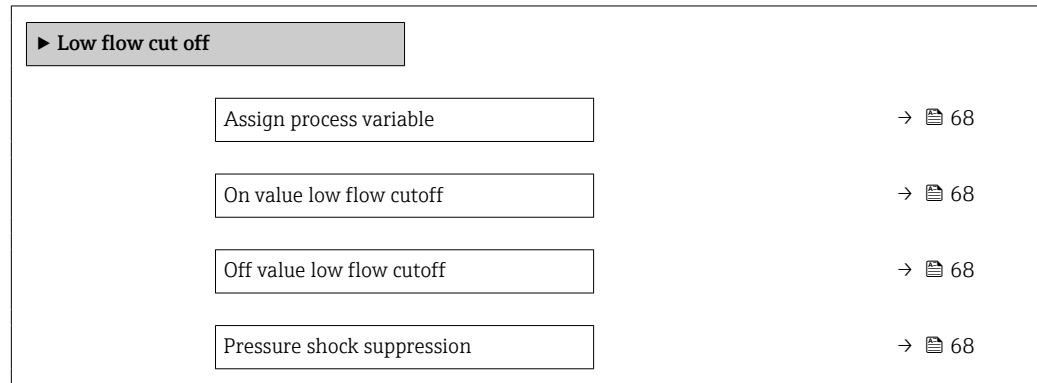 ▶ Low flow cut off
Assign process variable → 68
On value low flow cutoff → 68
Off value low flow cutoff → 68
Pressure shock suppression → 68